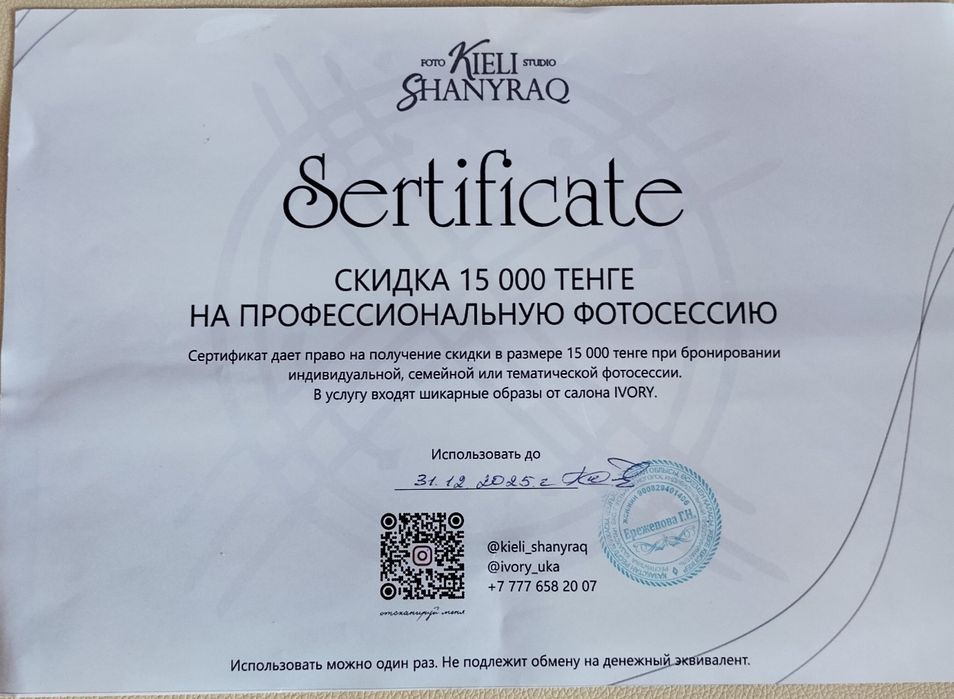 FOTO KIELI STUDIO
SHANYRAQ
Sertificate
СКИДКА 15 000 ТЕНГЕ
НА ПРОФЕССИОНАЛЬНУЮ ФОТОСЕССИЮ
Сертификат дает право на получение скидки в размере 15 000 тенге при бронировании
индивидуальной, семейной или тематической фотосессии.
В услугу входят шикарные образы от салона IVORY.
Использовать до
31.12.2025 г
Ережепова Г.Н.
@kieli_shanyraq
@ivory_uka
+7 777 658 20 07
отсканируй меня
Использовать можно один раз. Не подлежит обмену на денежный эквивалент.